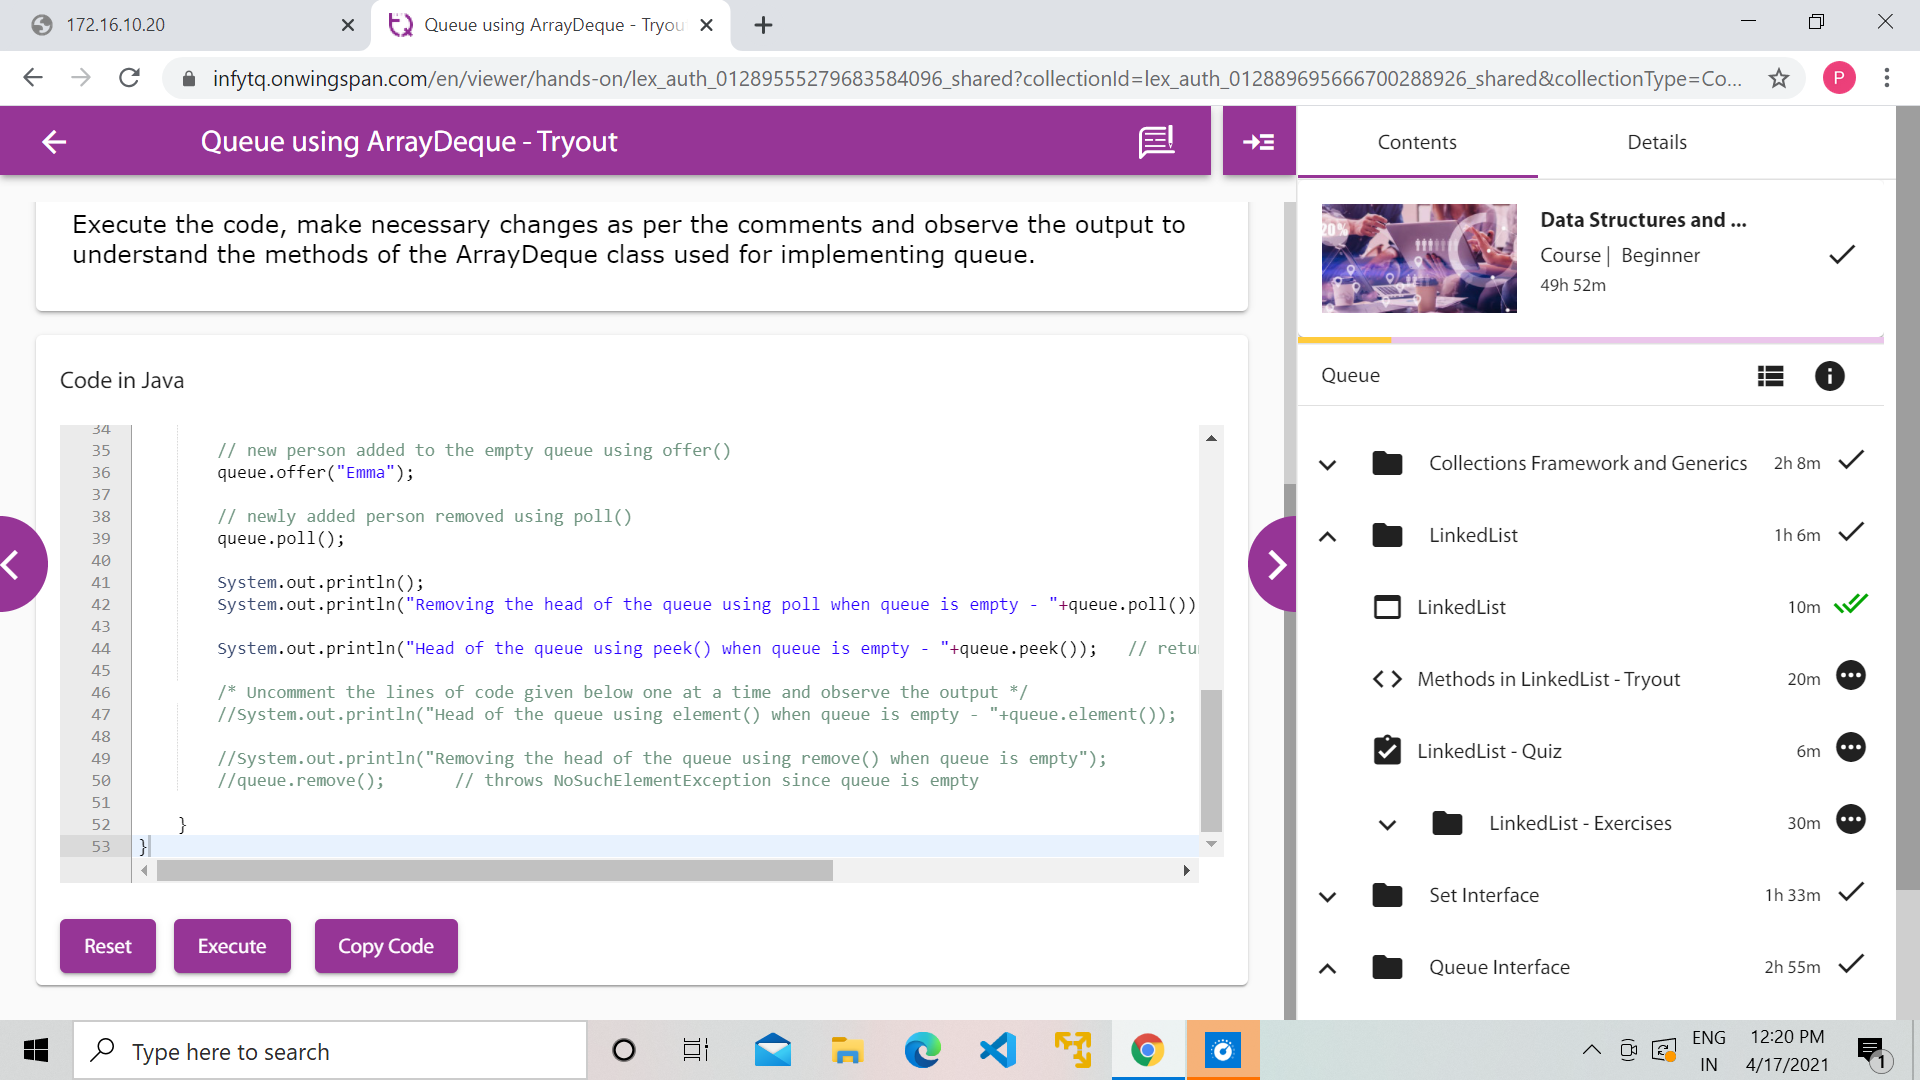 172.16.10.20
Queue using ArrayDeque - Tryou
infytq.onwingspan.com/en/viewer/hands-on/lex_auth_01289555279683584096_shared?collectionId=lex_auth_012889695666700288926_shared&collectionType=Co...
P
Queue using ArrayDeque - Tryout
Execute the code, make necessary changes as per the comments and observe the output to
understand the methods of the ArrayDeque class used for implementing queue.
Code in Java
34
35 // new person added to the empty queue using offer()
36 queue.offer("Emma");
37
38 // newly added person removed using poll()
39 queue.poll();
40
41 System.out.println();
42 System.out.println("Removing the head of the queue using poll when queue is empty - "+queue.poll())
43
44 System.out.println("Head of the queue using peek() when queue is empty - "+queue.peek()); // retu
45
46 /* Uncomment the lines of code given below one at a time and observe the output */
47 //System.out.println("Head of the queue using element() when queue is empty - "+queue.element());
48
49 //System.out.println("Removing the head of the queue using remove() when queue is empty");
50 //queue.remove(); // throws NoSuchElementException since queue is empty
51
52 }
53 }
Reset Execute Copy Code
Contents Details
20%
Data Structures and ...
Course | Beginner
49h 52m
Queue
Collections Framework and Generics 2h 8m
LinkedList 1h 6m
LinkedList 10m
Methods in LinkedList - Tryout 20m
LinkedList - Quiz 6m
LinkedList - Exercises 30m
Set Interface 1h 33m
Queue Interface 2h 55m
Type here to search
ENG
IN
12:20 PM
4/17/2021
1